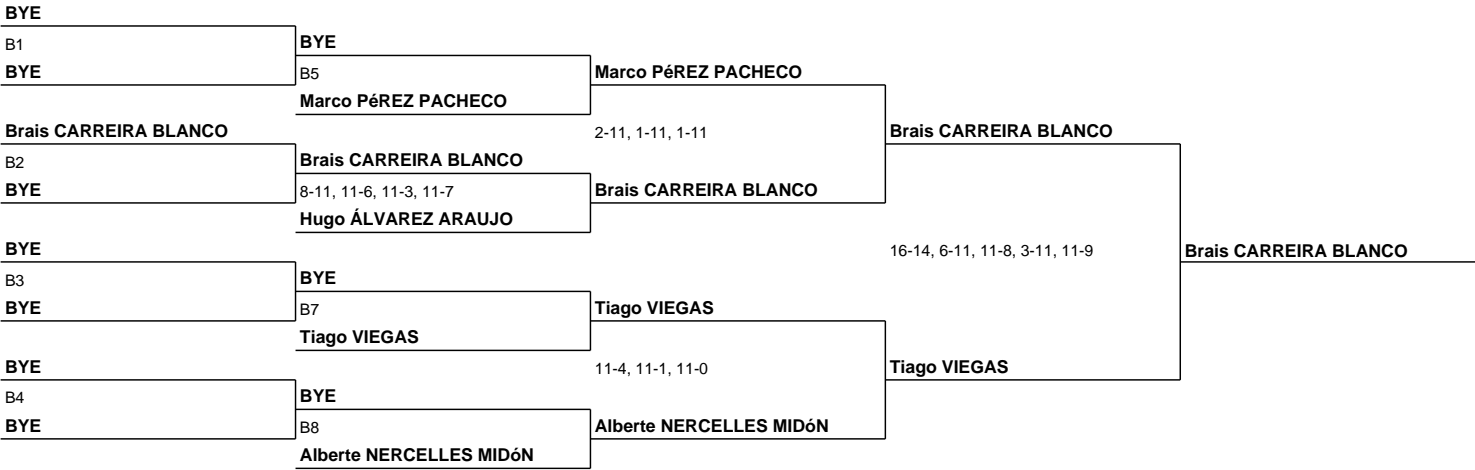 BYE
B1
BYE
BYE
B5
Marco PéREZ PACHECO
Marco PéREZ PACHECO
Brais CARREIRA BLANCO
2-11, 1-11, 1-11
Brais CARREIRA BLANCO
B2
Brais CARREIRA BLANCO
BYE
8-11, 11-6, 11-3, 11-7
Brais CARREIRA BLANCO
Hugo ÁLVAREZ ARAUJO
BYE
16-14, 6-11, 11-8, 3-11, 11-9
Brais CARREIRA BLANCO
B3
BYE
BYE
B7
Tiago VIEGAS
Tiago VIEGAS
BYE
11-4, 11-1, 11-0
Tiago VIEGAS
B4
BYE
BYE
B8
Alberte NERCELLES MIDóN
Alberte NERCELLES MIDóN